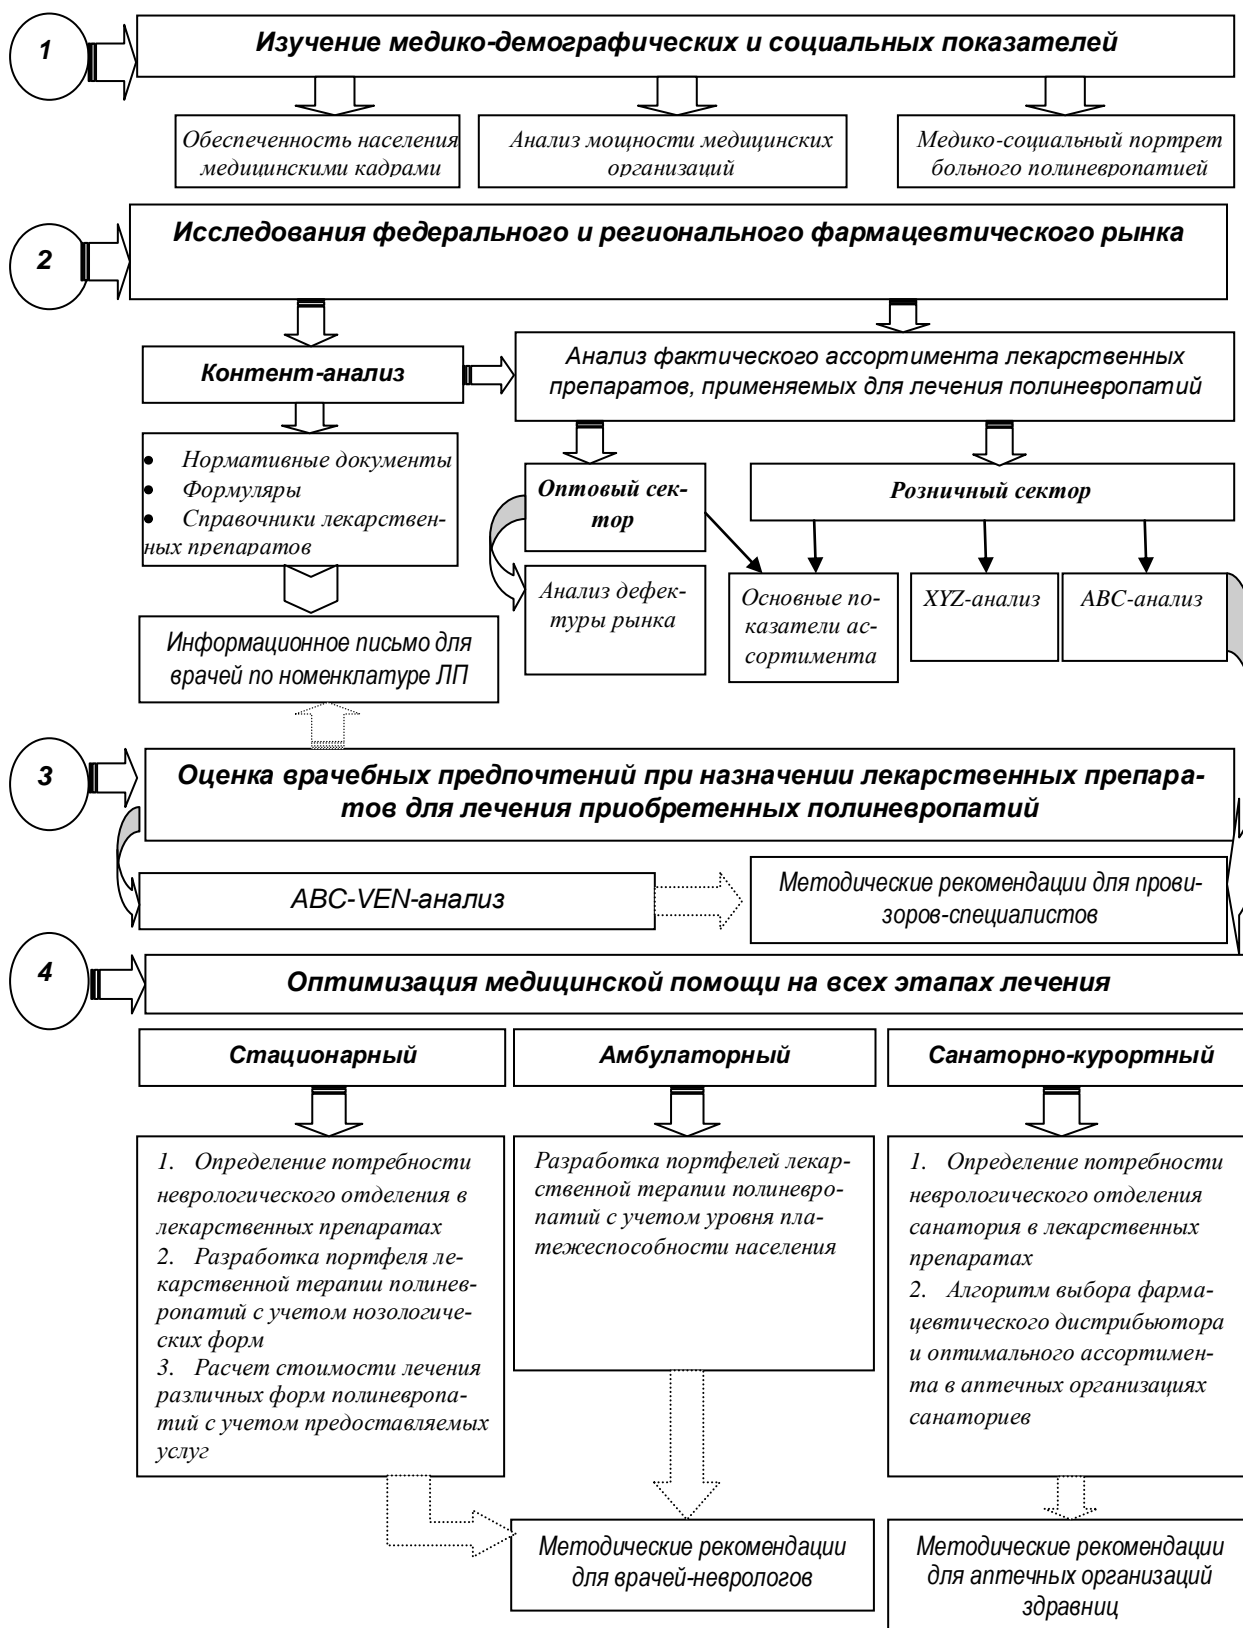 1
Изучение медико-демографических и социальных показателей
Обеспеченность населения
медицинскими кадрами
Анализ мощности медицинских
организаций
Медико-социальный портрет
больного полиневропатией
2
Исследования федерального и регионального фармацевтического рынка
Контент-анализ
Анализ фактического ассортимента лекарственных
препаратов, применяемых для лечения полиневропатий
• Нормативные документы
• Формуляры
• Справочники лекарствен-
ных препаратов
Оптовый сек-
тор
Розничный сектор
Анализ дефек-
туры рынка
Основные по-
казатели ас-
сортимента
XYZ-анализ
АВС-анализ
Информационное письмо для
врачей по номенклатуре ЛП
3
Оценка врачебных предпочтений при назначении лекарственных препара-
тов для лечения приобретенных полиневропатий
ABC-VEN-анализ
Методические рекомендации для прови-
зоров-специалистов
4
Оптимизация медицинской помощи на всех этапах лечения
Стационарный
Амбулаторный
Санаторно-курортный
1. Определение потребности
неврологического отделения в
лекарственных препаратах
2. Разработка портфеля ле-
карственной терапии полинев-
ропатий с учетом нозологиче-
ских форм
3. Расчет стоимости лечения
различных форм полиневропа-
тий с учетом предоставляемых
услуг
Разработка портфелей лекар-
ственной терапии полиневро-
патий с учетом уровня пла-
тежеспособности населения
1. Определение потребности
неврологического отделения
санатория в лекарственных
препаратах
2. Алгоритм выбора фарма-
цевтического дистрибьютора
и оптимального ассортимен-
та в аптечных организациях
санаториев
Методические рекомендации
для врачей-неврологов
Методические рекомендации
для аптечных организаций
здравниц